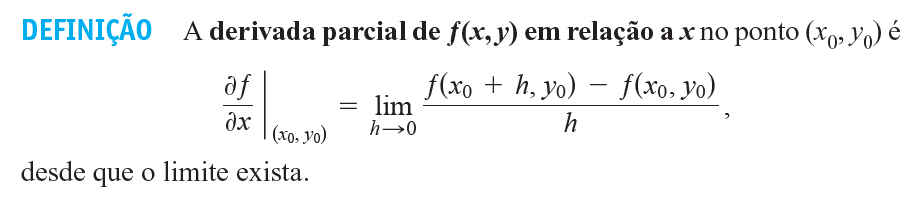 DEFINIÇÃO A derivada parcial de f(x, y) em relação a x no ponto (x₀, y₀) é
∂f/∂x |(x₀, y₀) = lim h→0 f(x₀ + h, y₀) − f(x₀, y₀) / h ,
desde que o limite exista.